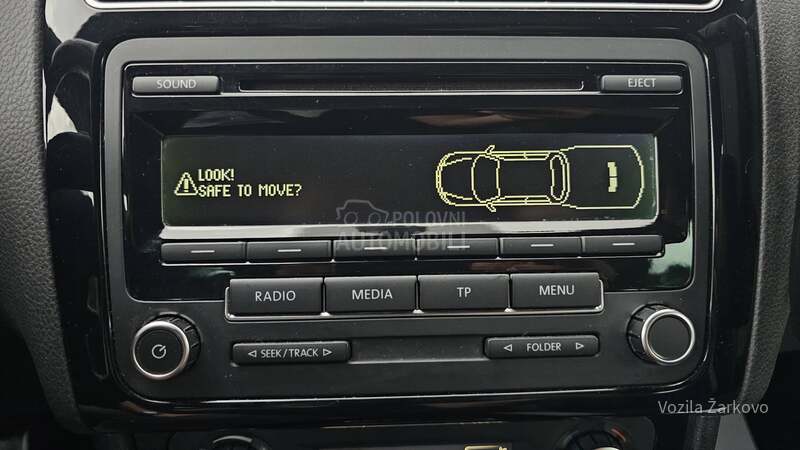 SOUND
EJECT
LOOK!
SAFE TO MOVE?
POLOVNI
AUTOMOBILI
RADIO
MEDIA
TP
MENU
SEEK/TRACK
FOLDER
Vozila Žarkovo